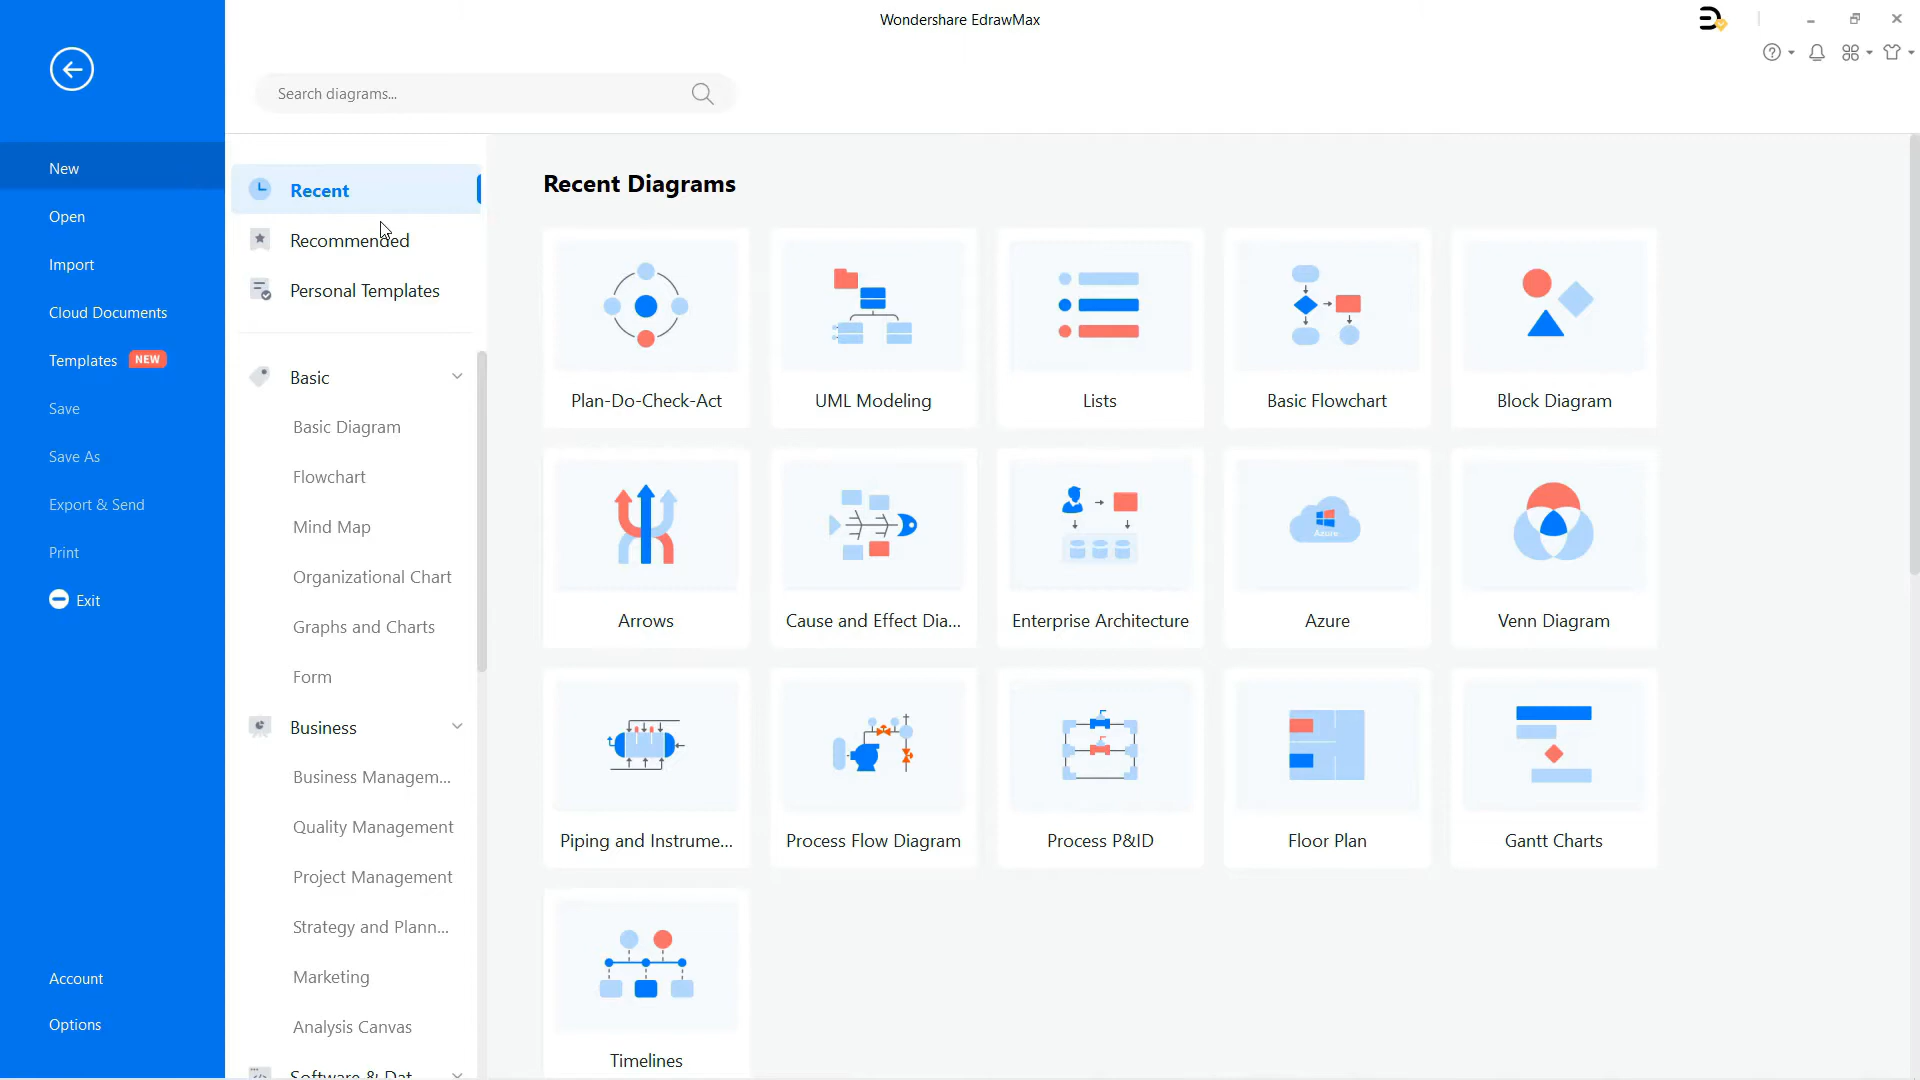 Wondershare EdrawMax
Search diagrams...
New
Open
Import
Cloud Documents
Templates NEW
Save
Save As
Export & Send
Print
Exit
Account
Options
Recent
Recommended
Personal Templates
Basic
Basic Diagram
Flowchart
Mind Map
Organizational Chart
Graphs and Charts
Form
Business
Business Managem...
Quality Management
Project Management
Strategy and Plann...
Marketing
Analysis Canvas
Software & Dat
Recent Diagrams
Plan-Do-Check-Act
UML Modeling
Lists
Basic Flowchart
Block Diagram
Arrows
Cause and Effect Dia...
Enterprise Architecture
Azure
Azure
Venn Diagram
Piping and Instrume...
Process Flow Diagram
Process P&ID
Floor Plan
Gantt Charts
Timelines